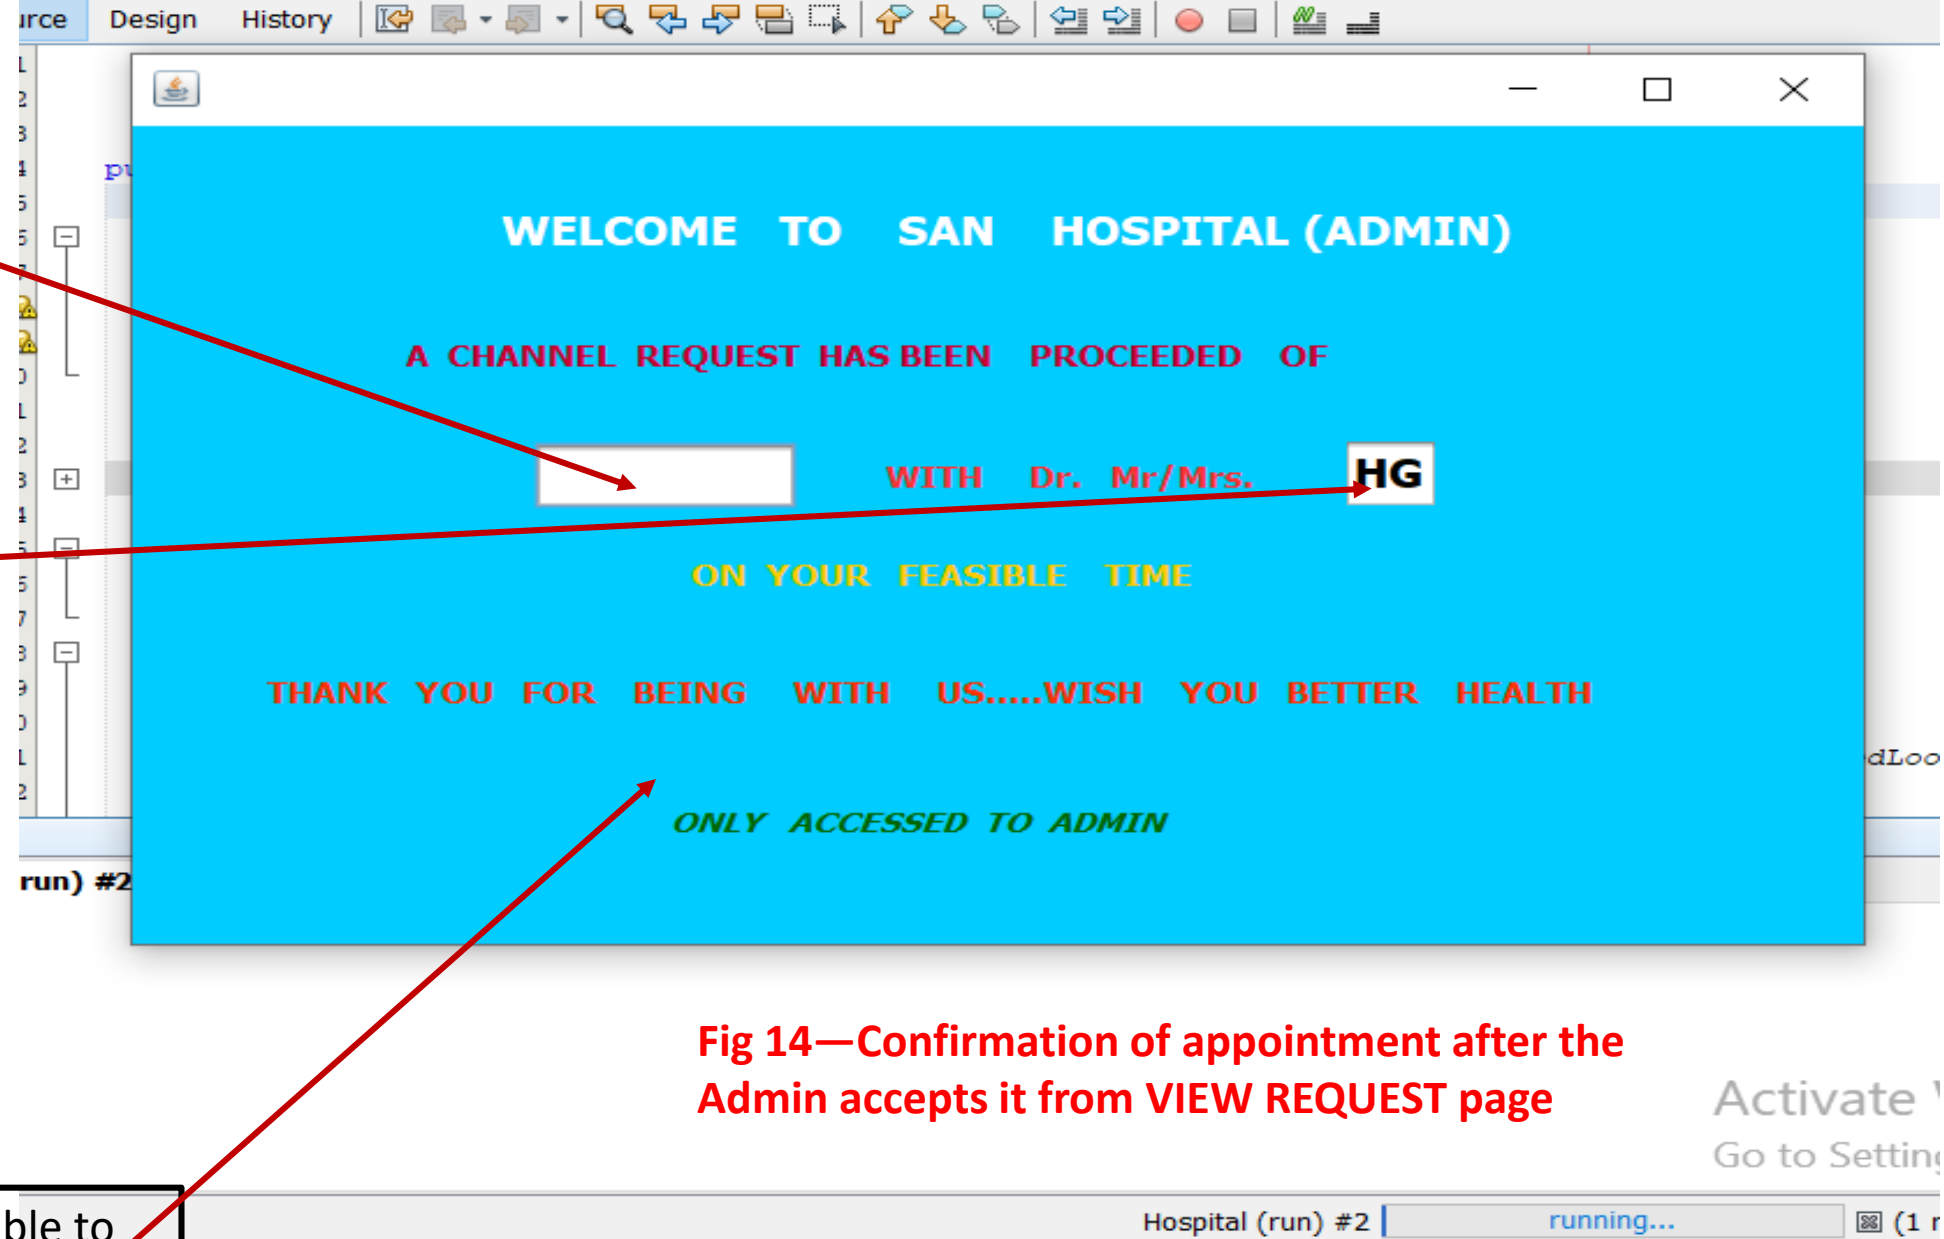 Design History
WELCOME TO SAN HOSPITAL (ADMIN)
A CHANNEL REQUEST HAS BEEN PROCEEDED OF
WITH Dr. Mr/Mrs. HG
ON YOUR FEASIBLE TIME
THANK YOU FOR BEING WITH US.....WISH YOU BETTER HEALTH
ONLY ACCESSED TO ADMIN
run) #2
Fig 14—Confirmation of appointment after the
Admin accepts it from VIEW REQUEST page
Activate
Go to
ble to
Hospital (run) #2 running... (1